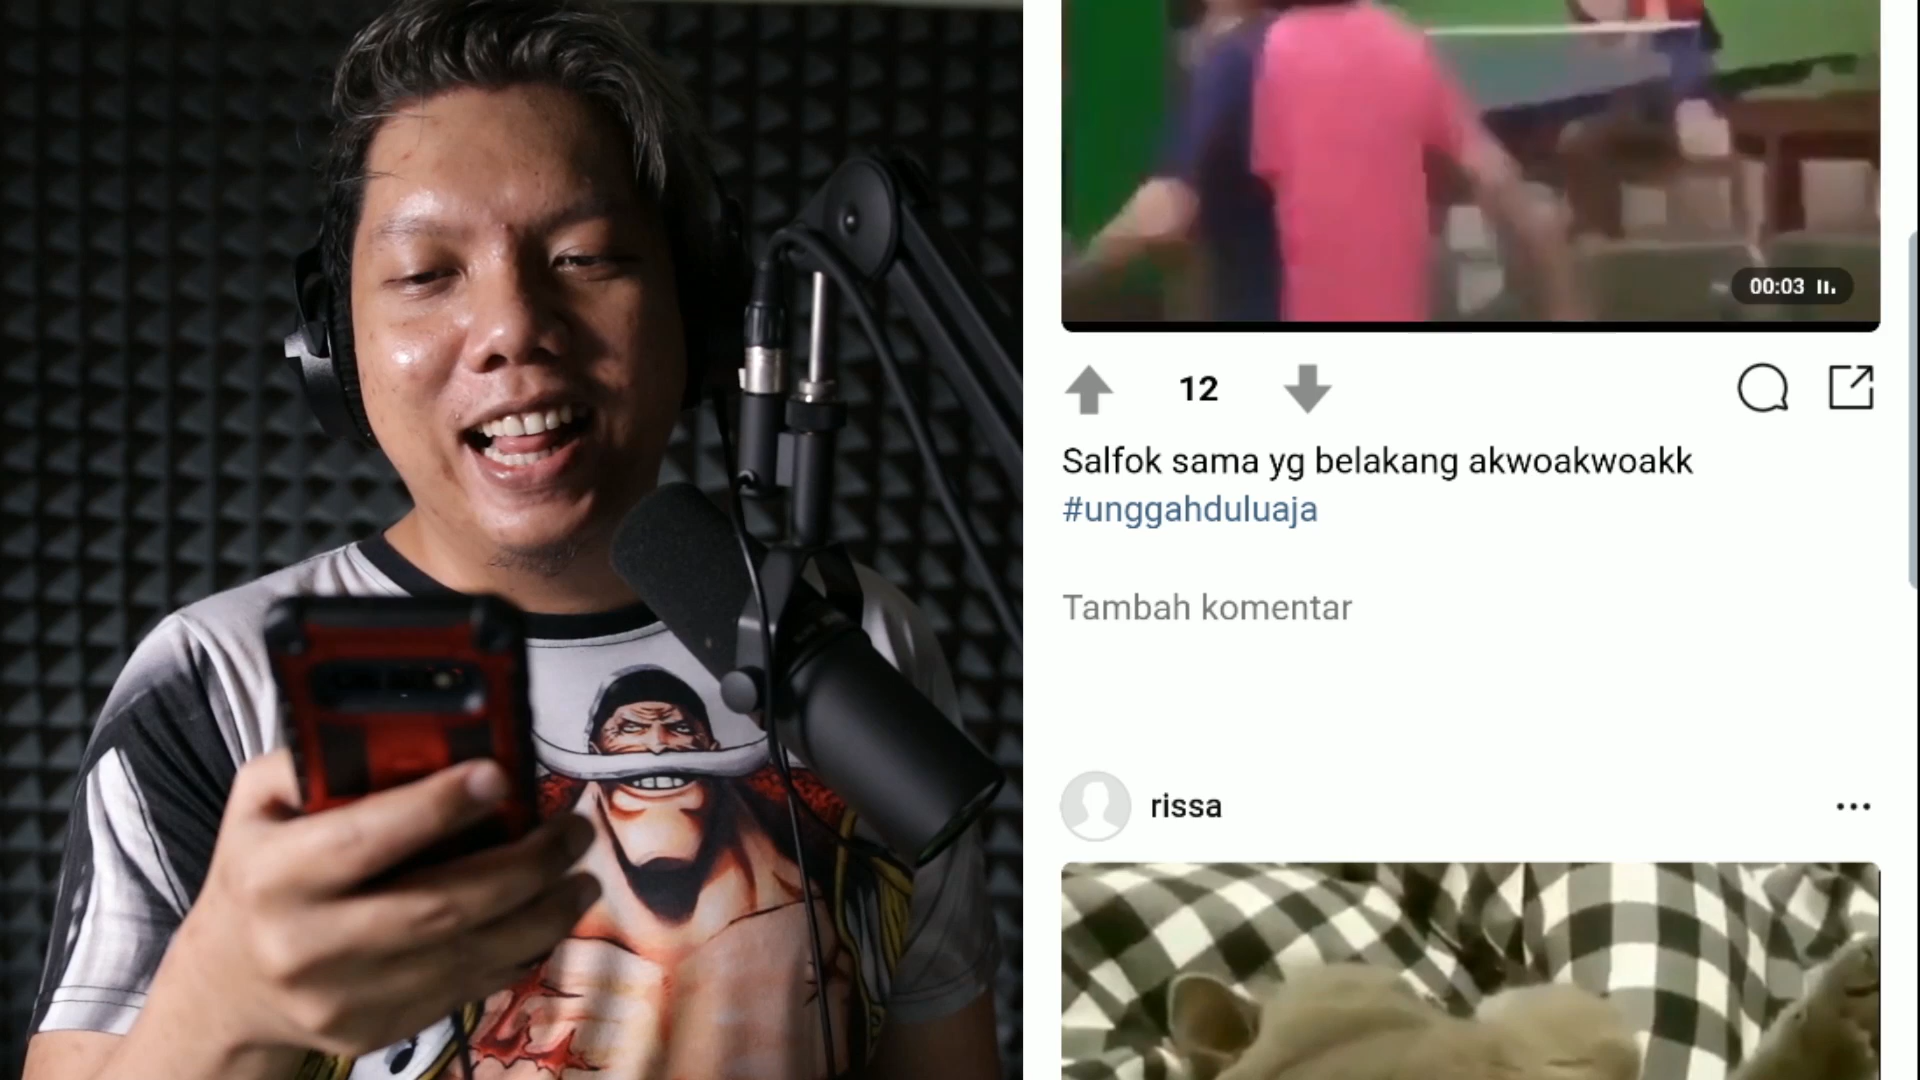 00:03
12
Salfok sama yg belakang akwoakwoakk
#unggahduluaja
Tambah komentar
rissa